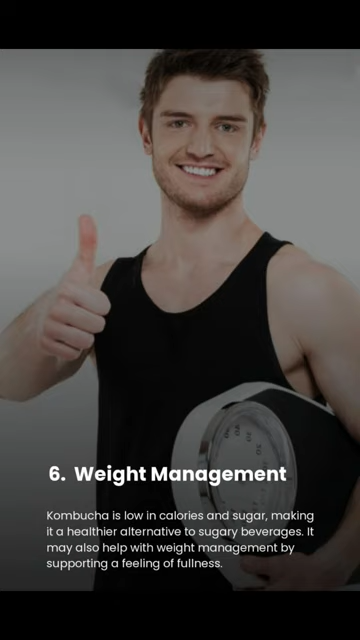 6. Weight Management
Kombucha is low in calories and sugar, making
it a healthier alternative to sugary beverages. It
may also help with weight management by
supporting a feeling of fullness.